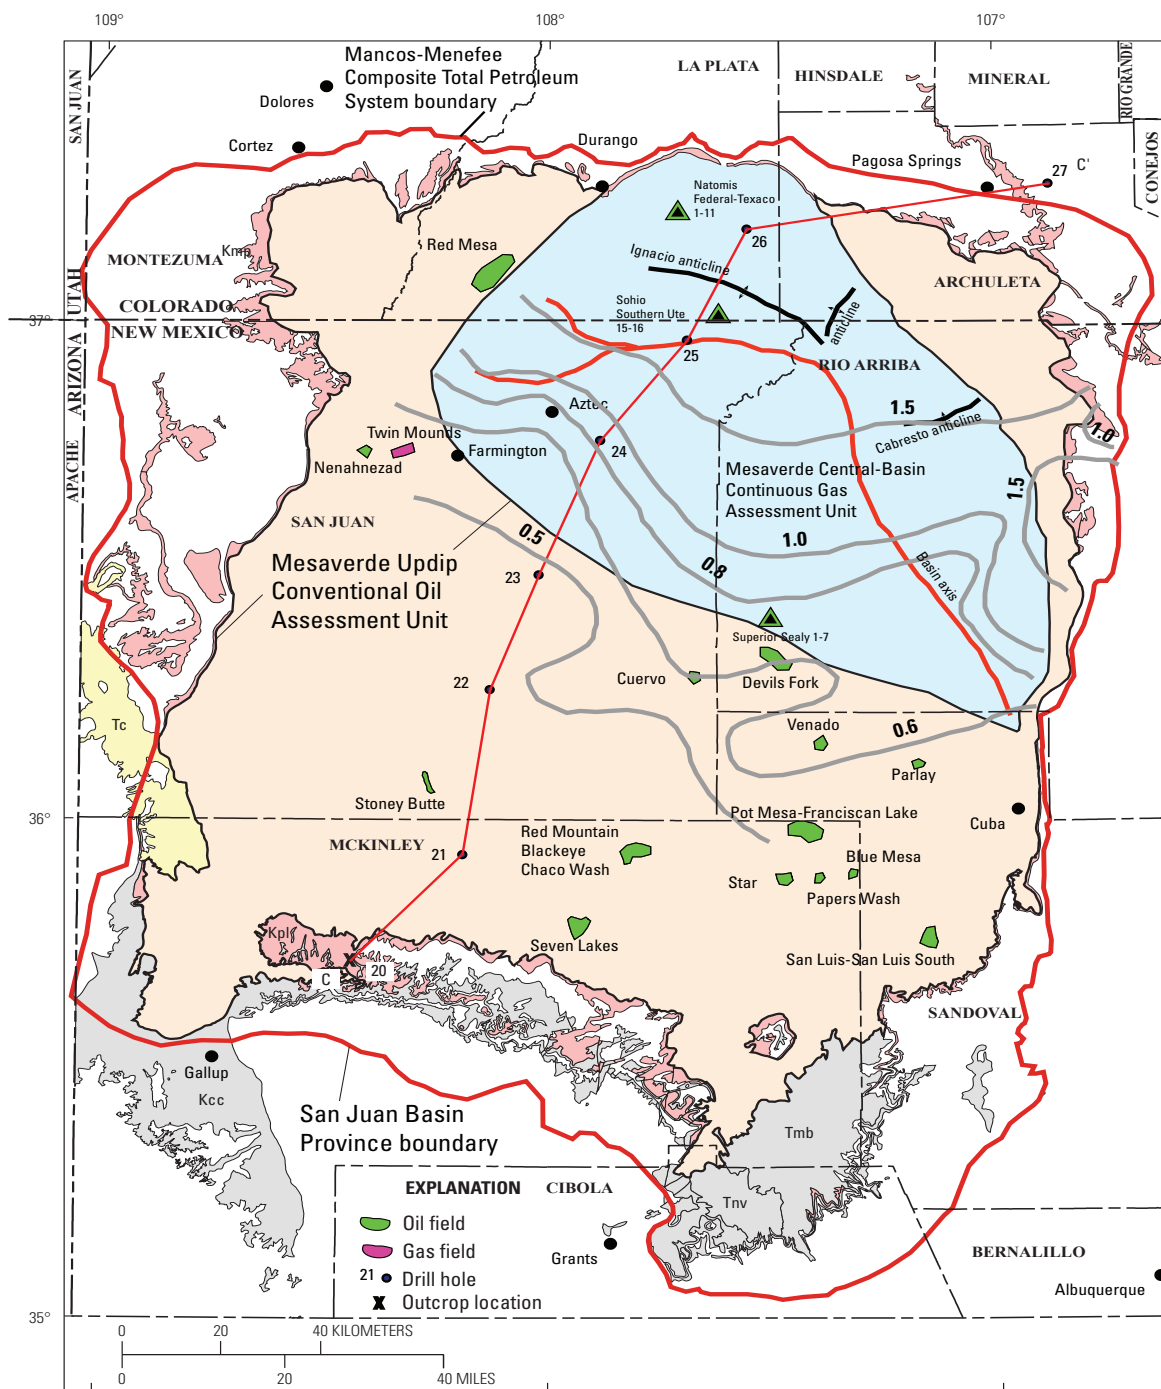 109°
108°
107°
SAN JUAN
Mancos-Menefee
Composite Total Petroleum
System boundary
LA PLATA
HINSDALE
MINERAL
RIO GRANDE
CONEJOS
Dolores
Cortez
Durango
Pagosa Springs
27
C'
Natomis
Federal-Texaco
1-11
26
Red Mesa
Ignacio anticline
Kmp
MONTEZUMA
ARCHULETA
COLORADO
NEW MEXICO
UTAH
ARIZONA
37°
Sohio
Southern Ute
15-16
anticline
25
RIO ARRIBA
1.5
Cabresto anticline
1.0
Aztec
24
Twin Mounds
Nenahnezad
Farmington
APACHE
Mesaverde Central-Basin
Continuous Gas
Assessment Unit
1.5
SAN JUAN
0.5
1.0
0.8
Basin axis
Mesaverde Updip
Conventional Oil
Assessment Unit
23
Superior Sealy 1-7
22
Cuervo
Devils Fork
Tc
Venado
0.6
Parlay
Stoney Butte
36°
Pot Mesa-Franciscan Lake
Cuba
MCKINLEY
21
Red Mountain
Blackeye
Chaco Wash
Blue Mesa
Star
Papers Wash
Kpl
Seven Lakes
San Luis-San Luis South
C
20
SANDOVAL
Gallup
Kcc
San Juan Basin
Province boundary
Tmb
Tnv
EXPLANATION
CIBOLA
Oil field
Gas field
21 Drill hole
X Outcrop location
Grants
BERNALILLO
Albuquerque
35°
0 20 40 KILOMETERS
0 20 40 MILES